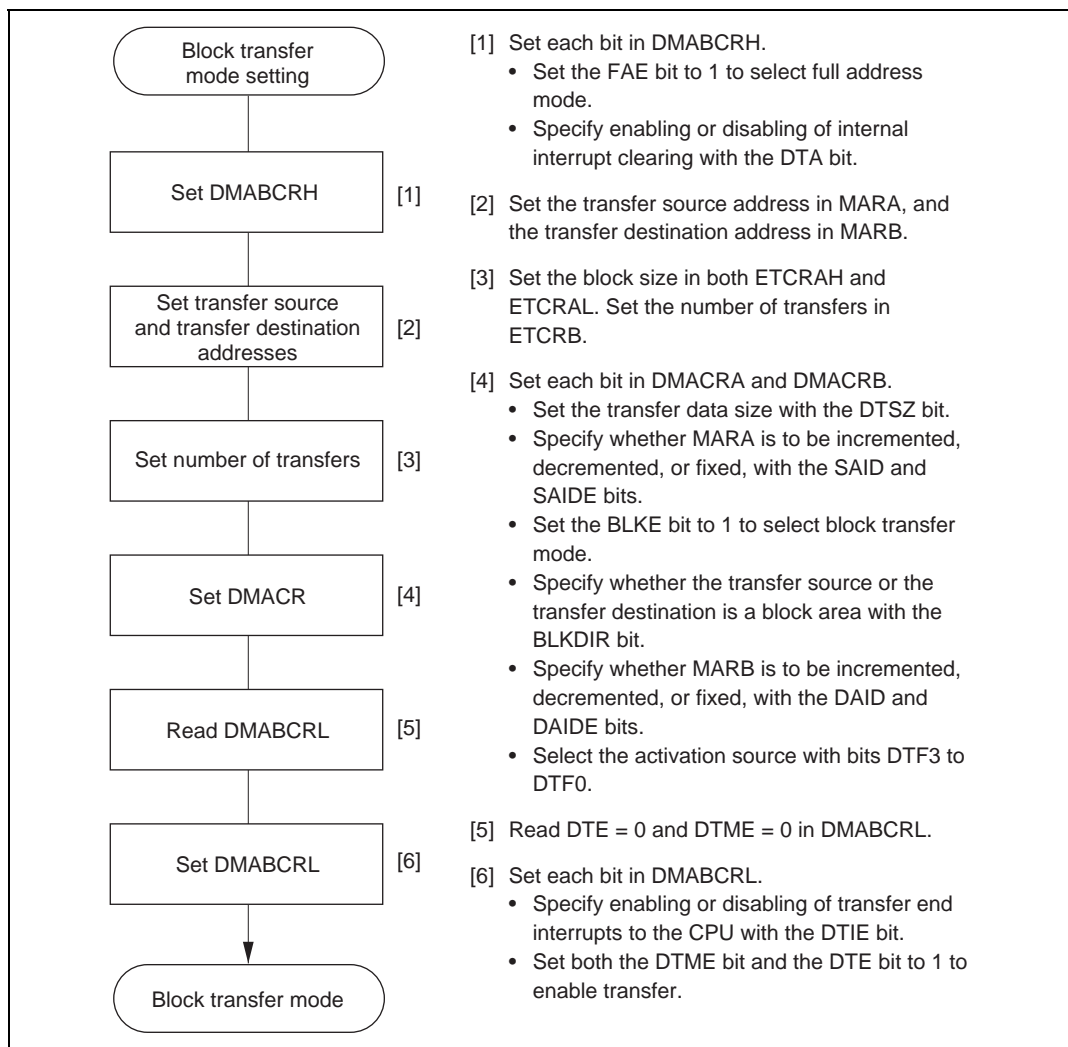 Block transfer
mode setting
Set DMABCRH
[1]
Set transfer source
and transfer destination
addresses
[2]
Set number of transfers
[3]
Set DMACR
[4]
Read DMABCRL
[5]
Set DMABCRL
[6]
Block transfer mode
[1] Set each bit in DMABCRH.
• Set the FAE bit to 1 to select full address
mode.
• Specify enabling or disabling of internal
interrupt clearing with the DTA bit.
[2] Set the transfer source address in MARA, and
the transfer destination address in MARB.
[3] Set the block size in both ETCRAH and
ETCRAL. Set the number of transfers in
ETCRB.
[4] Set each bit in DMACRA and DMACRB.
• Set the transfer data size with the DTSZ bit.
• Specify whether MARA is to be incremented,
decremented, or fixed, with the SAID and
SAIDE bits.
• Set the BLKE bit to 1 to select block transfer
mode.
• Specify whether the transfer source or the
transfer destination is a block area with the
BLKDIR bit.
• Specify whether MARB is to be incremented,
decremented, or fixed, with the DAID and
DAIDE bits.
• Select the activation source with bits DTF3 to
DTF0.
[5] Read DTE = 0 and DTME = 0 in DMABCRL.
[6] Set each bit in DMABCRL.
• Specify enabling or disabling of transfer end
interrupts to the CPU with the DTIE bit.
• Set both the DTME bit and the DTE bit to 1 to
enable transfer.